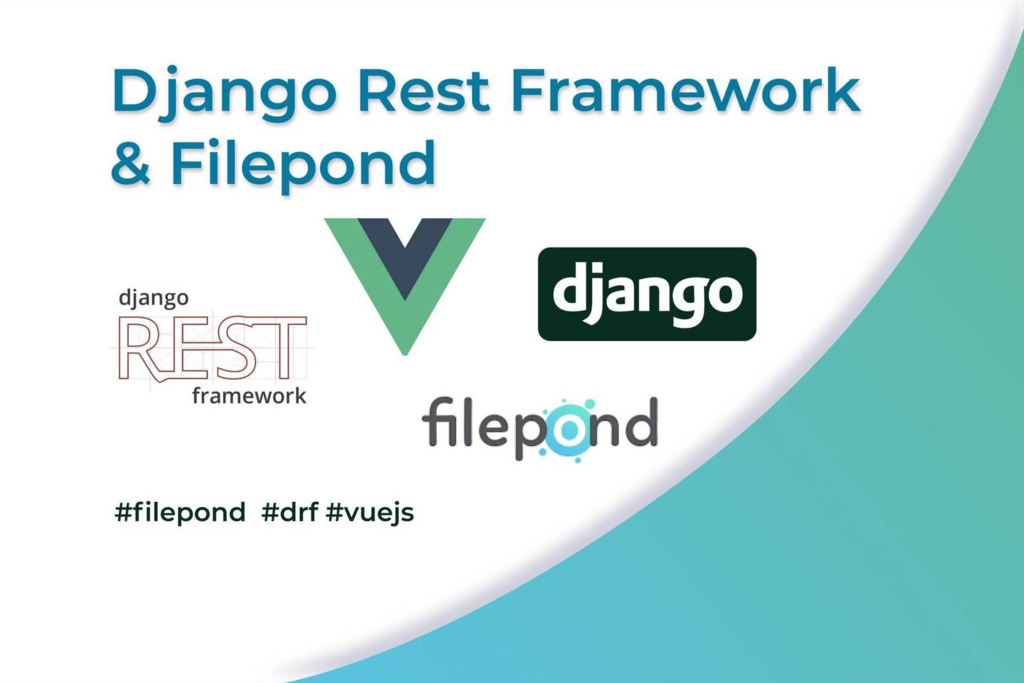 Django Rest Framework
& Filepond
django
REST
framework
django
filepond
#filepond #drf #vuejs